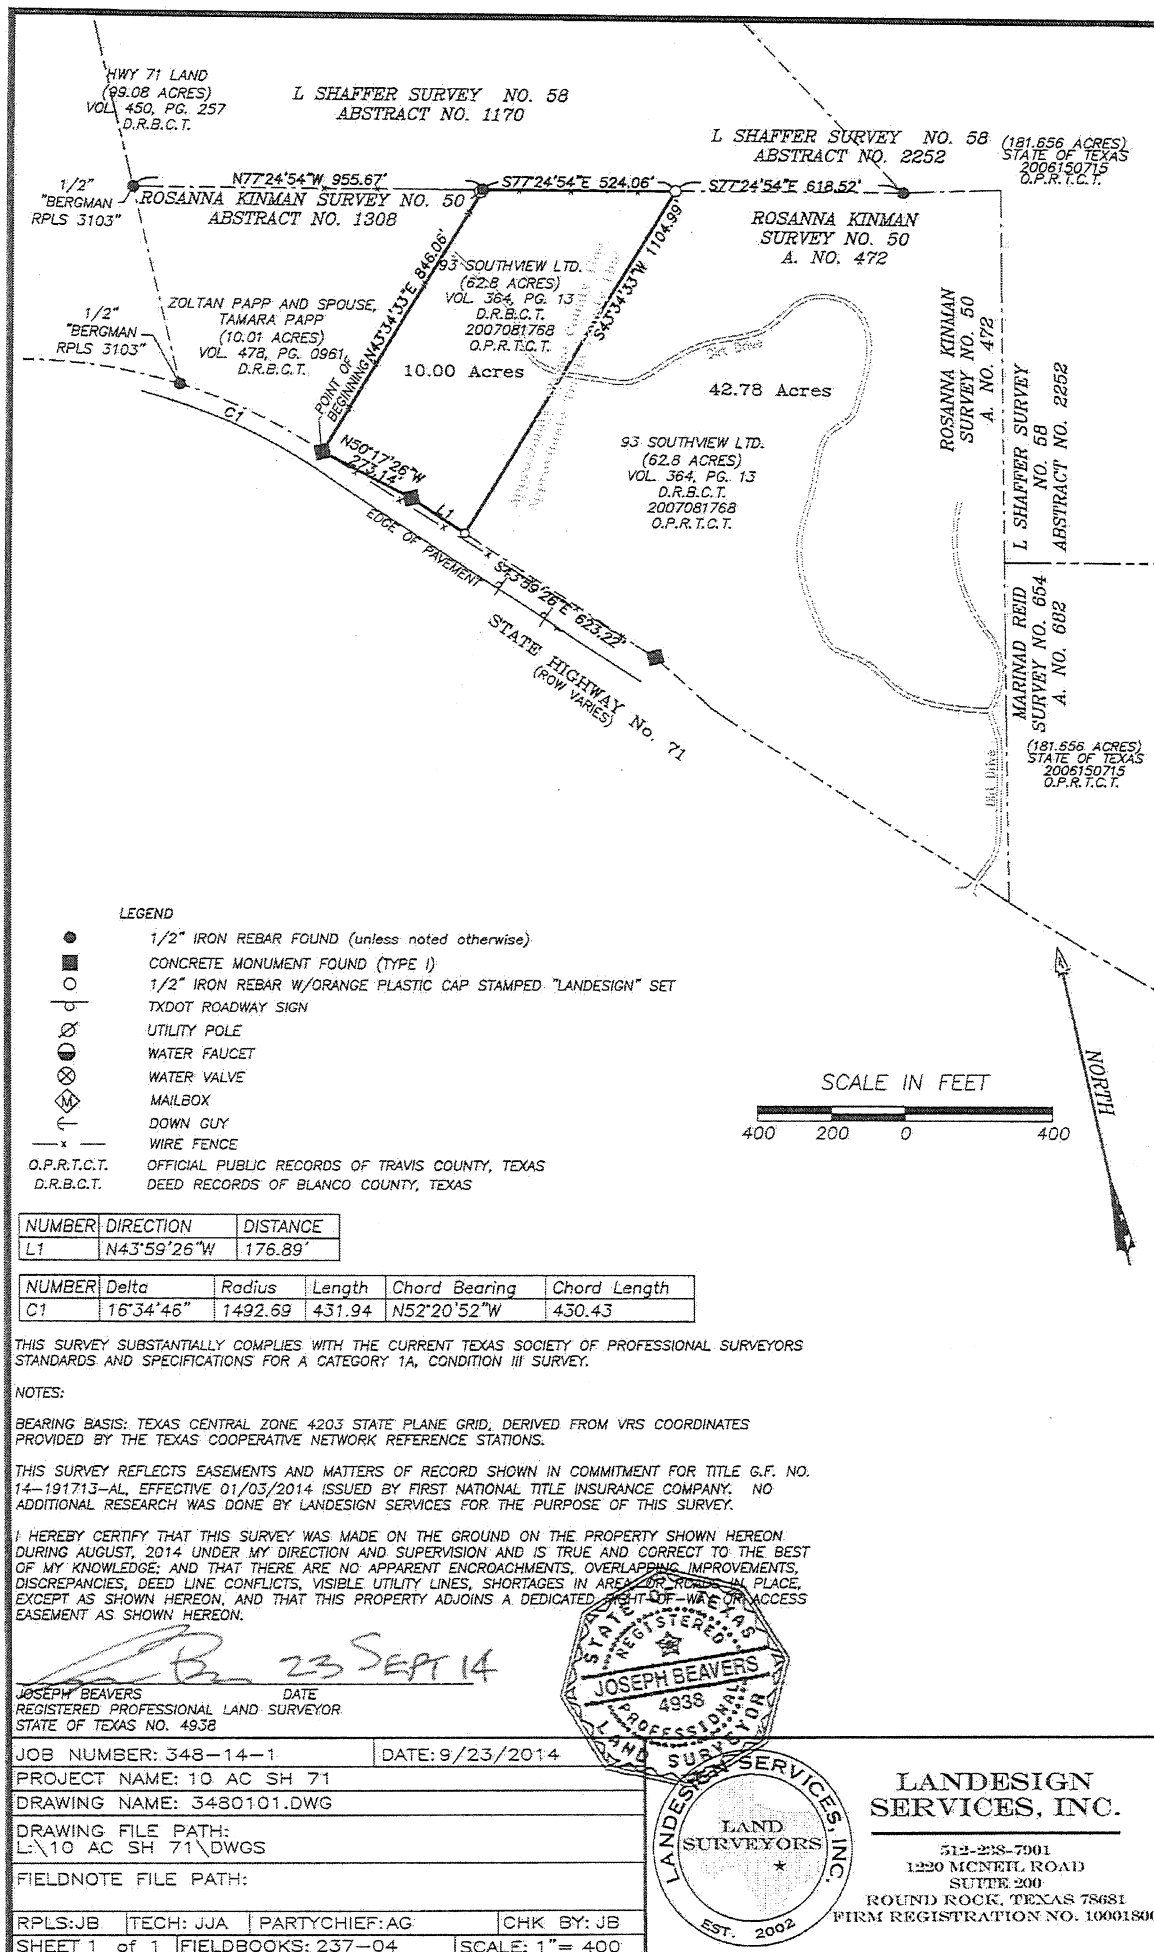 HWY 71 LAND
(99.08 ACRES)
VOL. 450, PG. 257
D.R.B.C.T.
L SHAFFER SURVEY NO. 58
ABSTRACT NO. 1170
L SHAFFER SURVEY NO. 58
ABSTRACT NO. 2252
(181.656 ACRES)
STATE OF TEXAS
2006150715
O.P.R.T.C.T.
1/2"
"BERGMAN
RPLS 3103"
N77°24'54"W 955.67'
S77°24'54"E 524.06'
S77°24'54"E 618.52'
ROSANNA KINMAN SURVEY NO. 50
ABSTRACT NO. 1308
ROSANNA KINMAN
SURVEY NO. 50
A. NO. 472
N43°34'33"E 846.06'
S43°34'33"W 1104.99'
93 SOUTHVIEW LTD.
(62.8 ACRES)
VOL. 364, PG. 13
D.R.B.C.T.
2007081768
O.P.R.T.C.T.
10.00 Acres
1/2"
"BERGMAN
RPLS 3103"
ZOLTAN PAPP AND SPOUSE,
TAMARA PAPP
(10.01 ACRES)
VOL. 478, PG. 0961,
D.R.B.C.T.
POINT OF
BEGINNING
C1
Dirt Drive
42.78 Acres
93 SOUTHVIEW LTD.
(62.8 ACRES)
VOL. 364, PG. 13
D.R.B.C.T.
2007081768
O.P.R.T.C.T.
ROSANNA KINMAN
SURVEY NO. 50
A. NO. 472
L SHAFFER SURVEY
NO. 58
ABSTRACT NO. 2252
N50°17'26"W
273.14'
L1
EDGE OF PAVEMENT
S43°59'26"E 623.22'
STATE HIGHWAY No. 71
(ROW VARIES)
MARINAD REID
SURVEY NO. 654
A. NO. 682
(181.656 ACRES)
STATE OF TEXAS
2006150715
O.P.R.T.C.T.
Dirt Drive
LEGEND
1/2" IRON REBAR FOUND (unless noted otherwise)
CONCRETE MONUMENT FOUND (TYPE I)
1/2" IRON REBAR W/ORANGE PLASTIC CAP STAMPED "LANDESIGN" SET
TXDOT ROADWAY SIGN
UTILITY POLE
WATER FAUCET
WATER VALVE
M MAILBOX
DOWN GUY
x WIRE FENCE
O.P.R.T.C.T. OFFICIAL PUBLIC RECORDS OF TRAVIS COUNTY, TEXAS
D.R.B.C.T. DEED RECORDS OF BLANCO COUNTY, TEXAS
NORTH
SCALE IN FEET
400 200 0 400
NUMBER DIRECTION DISTANCE
L1 N43°59'26"W 176.89'
NUMBER Delta Radius Length Chord Bearing Chord Length
C1 16°34'46" 1492.69 431.94 N52°20'52"W 430.43
THIS SURVEY SUBSTANTIALLY COMPLIES WITH THE CURRENT TEXAS SOCIETY OF PROFESSIONAL SURVEYORS
STANDARDS AND SPECIFICATIONS FOR A CATEGORY 1A, CONDITION III SURVEY.
NOTES:
BEARING BASIS: TEXAS CENTRAL ZONE 4203 STATE PLANE GRID, DERIVED FROM VRS COORDINATES
PROVIDED BY THE TEXAS COOPERATIVE NETWORK REFERENCE STATIONS.
THIS SURVEY REFLECTS EASEMENTS AND MATTERS OF RECORD SHOWN IN COMMITMENT FOR TITLE G.F. NO.
14-191713-AL, EFFECTIVE 01/03/2014 ISSUED BY FIRST NATIONAL TITLE INSURANCE COMPANY. NO
ADDITIONAL RESEARCH WAS DONE BY LANDESIGN SERVICES FOR THE PURPOSE OF THIS SURVEY.
I HEREBY CERTIFY THAT THIS SURVEY WAS MADE ON THE GROUND ON THE PROPERTY SHOWN HEREON
DURING AUGUST, 2014 UNDER MY DIRECTION AND SUPERVISION AND IS TRUE AND CORRECT TO THE BEST
OF MY KNOWLEDGE; AND THAT THERE ARE NO APPARENT ENCROACHMENTS, OVERLAPPING IMPROVEMENTS,
DISCREPANCIES, DEED LINE CONFLICTS, VISIBLE UTILITY LINES, SHORTAGES IN AREA OR ROADS IN PLACE,
EXCEPT AS SHOWN HEREON, AND THAT THIS PROPERTY ADJOINS A DEDICATED RIGHT-OF-WAY OR ACCESS
EASEMENT AS SHOWN HEREON.
23 SEPT 14
JOSEPH BEAVERS DATE
REGISTERED PROFESSIONAL LAND SURVEYOR
STATE OF TEXAS NO. 4938
STATE OF TEXAS
REGISTERED
JOSEPH BEAVERS
4938
PROFESSIONAL
LAND SURVEYOR
JOB NUMBER: 348-14-1 DATE: 9/23/2014
PROJECT NAME: 10 AC SH 71
DRAWING NAME: 3480101.DWG
DRAWING FILE PATH:
L:\10 AC SH 71\DWGS
FIELDNOTE FILE PATH:
RPLS:JB TECH: JJA PARTYCHIEF:AG CHK BY: JB
SHEET 1 of 1 FIELDBOOKS: 237-04 SCALE: 1"= 400'
LANDESIGN SERVICES, INC.
LAND
SURVEYORS
EST. 2002
LANDESIGN
SERVICES, INC.
512-238-7901
1220 MCNEIL ROAD
SUITE 200
ROUND ROCK, TEXAS 78681
FIRM REGISTRATION NO. 10001800